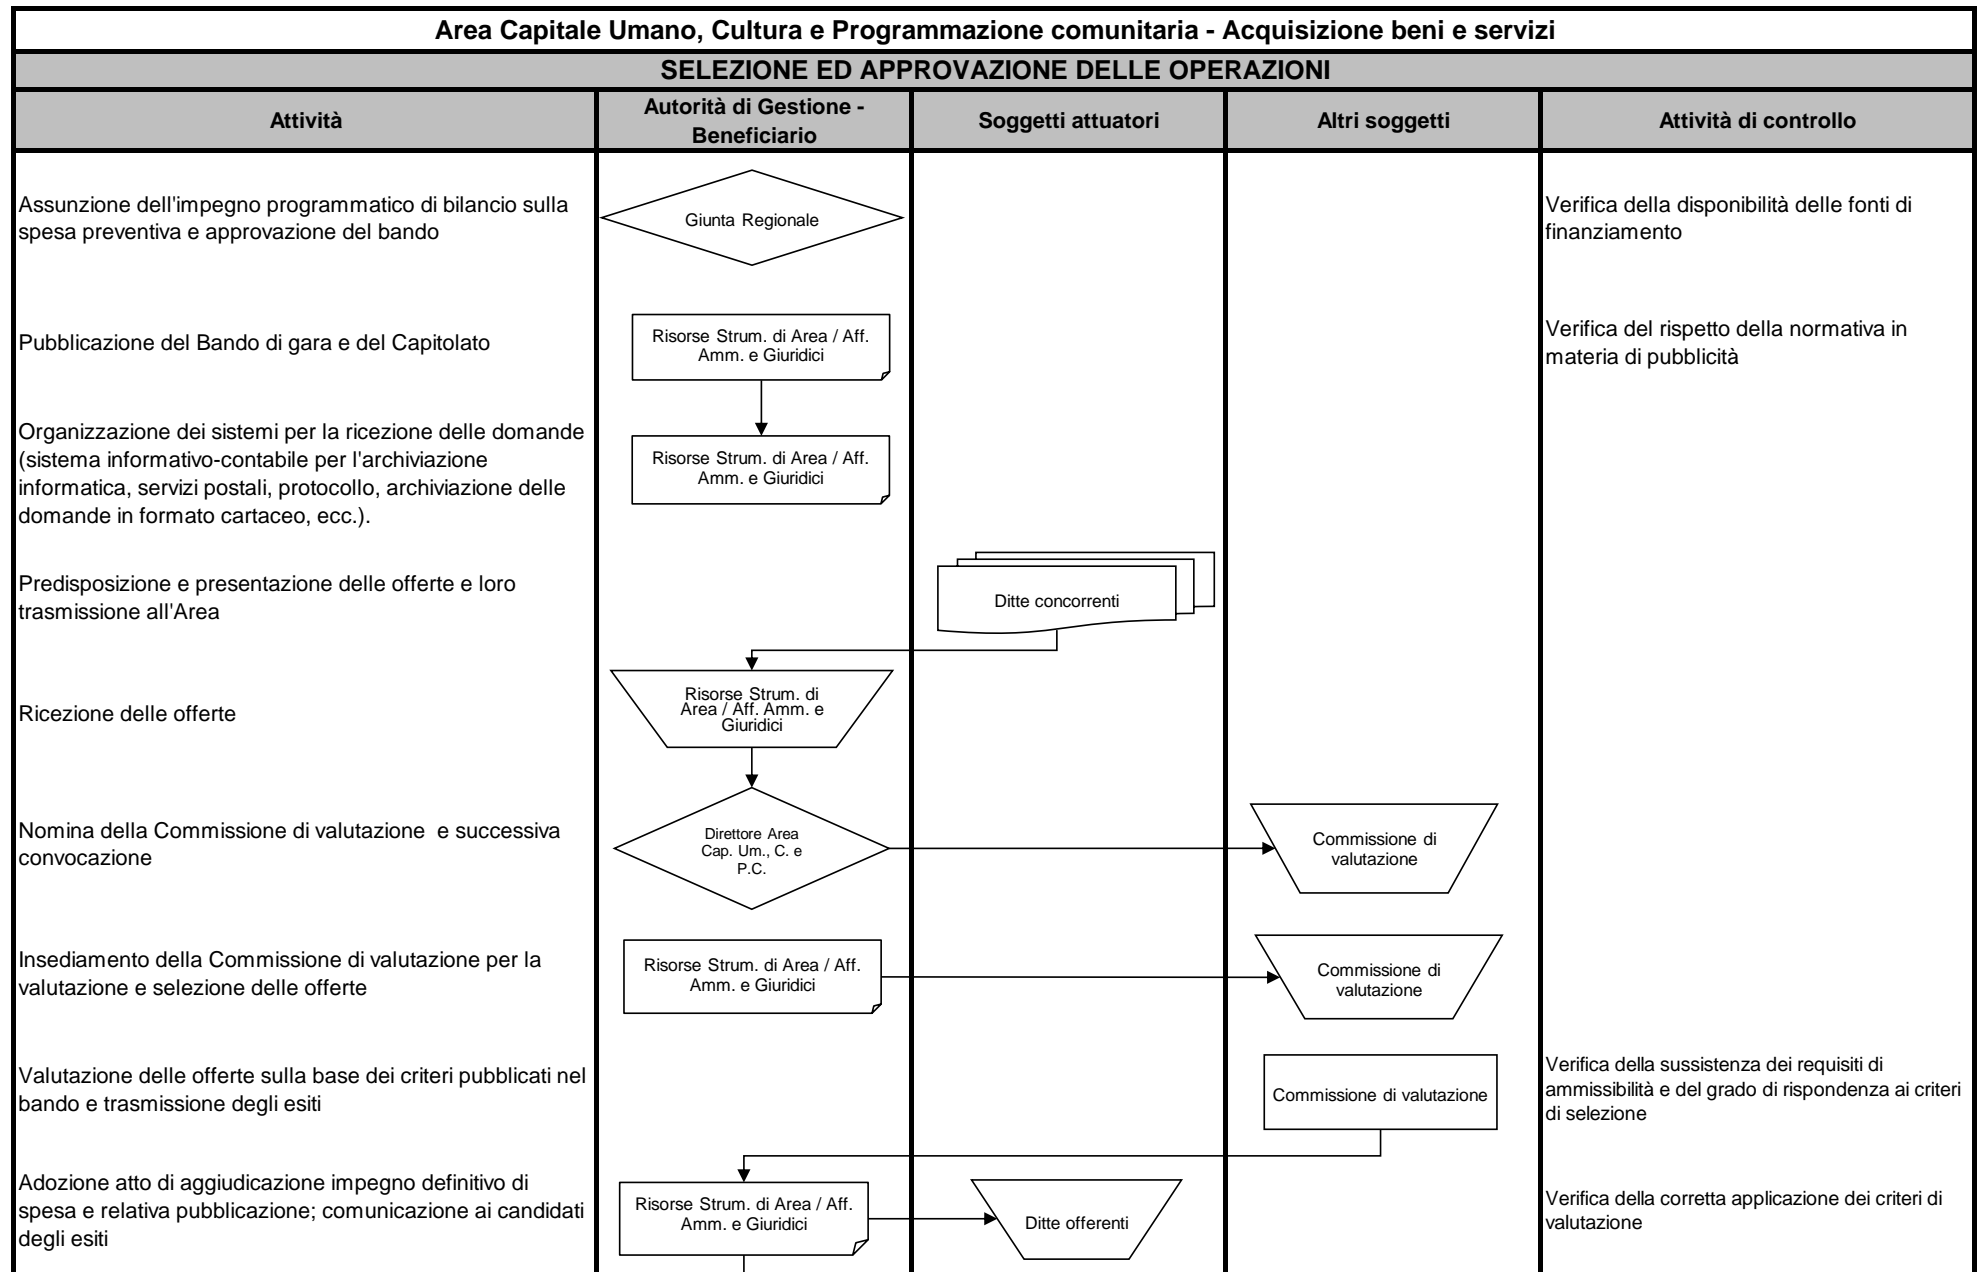 Area Capitale Umano, Cultura e Programmazione comunitaria - Acquisizione beni e servizi
SELEZIONE ED APPROVAZIONE DELLE OPERAZIONI
Attività
Autorità di Gestione -
Beneficiario
Soggetti attuatori
Altri soggetti
Attività di controllo
Assunzione dell'impegno programmatico di bilancio sulla
spesa preventiva e approvazione del bando
Giunta Regionale
Verifica della disponibilità delle fonti di
finanziamento
Pubblicazione del Bando di gara e del Capitolato
Risorse Strum. di Area / Aff.
Amm. e Giuridici
Verifica del rispetto della normativa in
materia di pubblicità
Organizzazione dei sistemi per la ricezione delle domande
(sistema informativo-contabile per l'archiviazione
informatica, servizi postali, protocollo, archiviazione delle
domande in formato cartaceo, ecc.).
Risorse Strum. di Area / Aff.
Amm. e Giuridici
Predisposizione e presentazione delle offerte e loro
trasmissione all'Area
Ditte concorrenti
Ricezione delle offerte
Risorse Strum. di
Area / Aff. Amm. e
Giuridici
Nomina della Commissione di valutazione  e successiva
convocazione
Direttore Area
Cap. Um., C. e
P.C.
Commissione di
valutazione
Insediamento della Commissione di valutazione per la
valutazione e selezione delle offerte
Risorse Strum. di Area / Aff.
Amm. e Giuridici
Commissione di
valutazione
Valutazione delle offerte sulla base dei criteri pubblicati nel
bando e trasmissione degli esiti
Commissione di valutazione
Verifica della sussistenza dei requisiti di
ammissibilità e del grado di rispondenza ai criteri
di selezione
Adozione atto di aggiudicazione impegno definitivo di
spesa e relativa pubblicazione; comunicazione ai candidati
degli esiti
Risorse Strum. di Area / Aff.
Amm. e Giuridici
Ditte offerenti
Verifica della corretta applicazione dei criteri di
valutazione